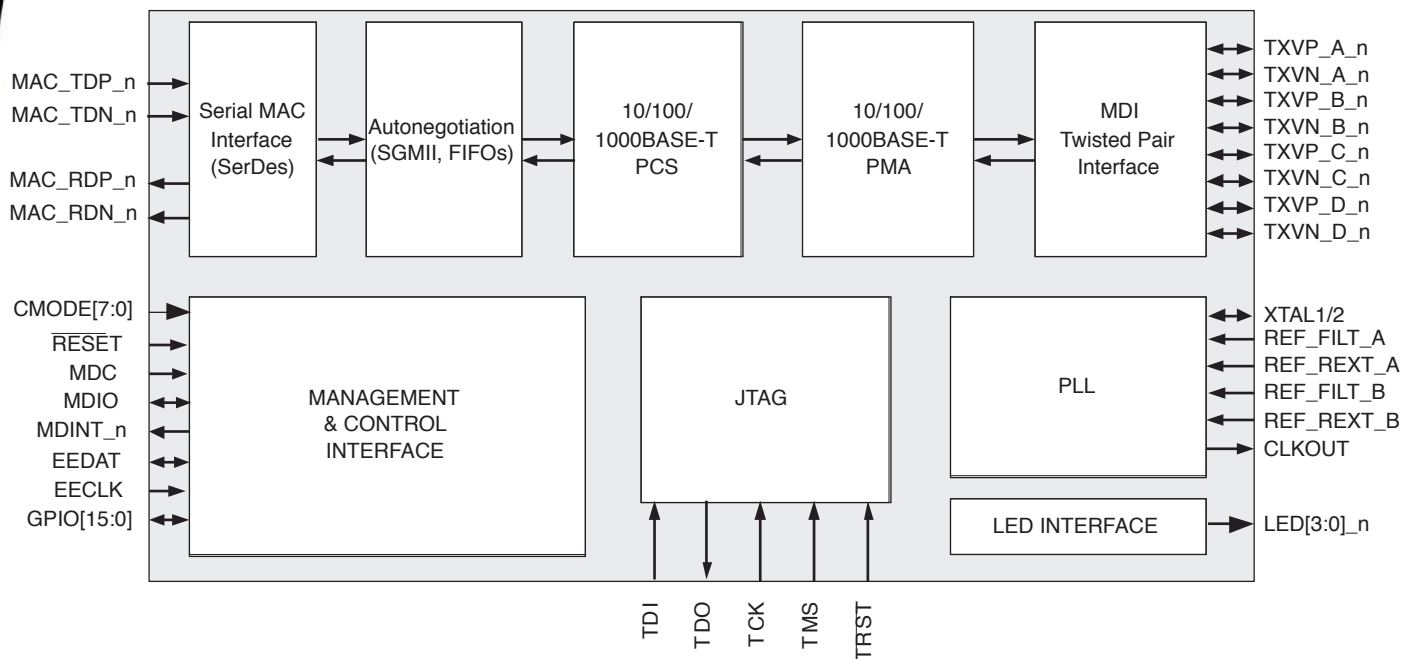 MAC_TDP_n
MAC_TDN_n
MAC_RDP_n
MAC_RDN_n
Serial MAC
Interface
(SerDes)
Autonegotiation
(SGMII, FIFOs)
10/100/
1000BASE-T
PCS
10/100/
1000BASE-T
PMA
MDI
Twisted Pair
Interface
TXVP_A_n
TXVN_A_n
TXVP_B_n
TXVN_B_n
TXVP_C_n
TXVN_C_n
TXVP_D_n
TXVN_D_n
CMODE[7:0]
RESET
MDC
MDIO
MDINT_n
EEDAT
EECLK
GPIO[15:0]
MANAGEMENT
& CONTROL
INTERFACE
JTAG
PLL
XTAL1/2
REF_FILT_A
REF_REXT_A
REF_FILT_B
REF_REXT_B
CLKOUT
LED INTERFACE
LED[3:0]_n
TDI
TDO
TCK
TMS
TRST